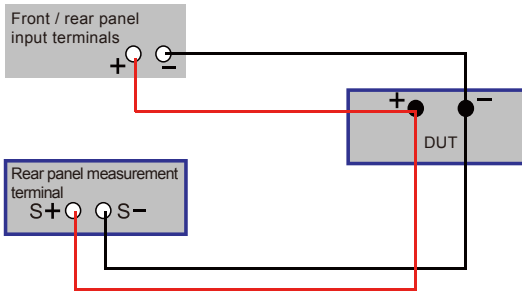 Front / rear panel
input terminals
+ −
+ −
DUT
Rear panel measurement
terminal
S+ S−